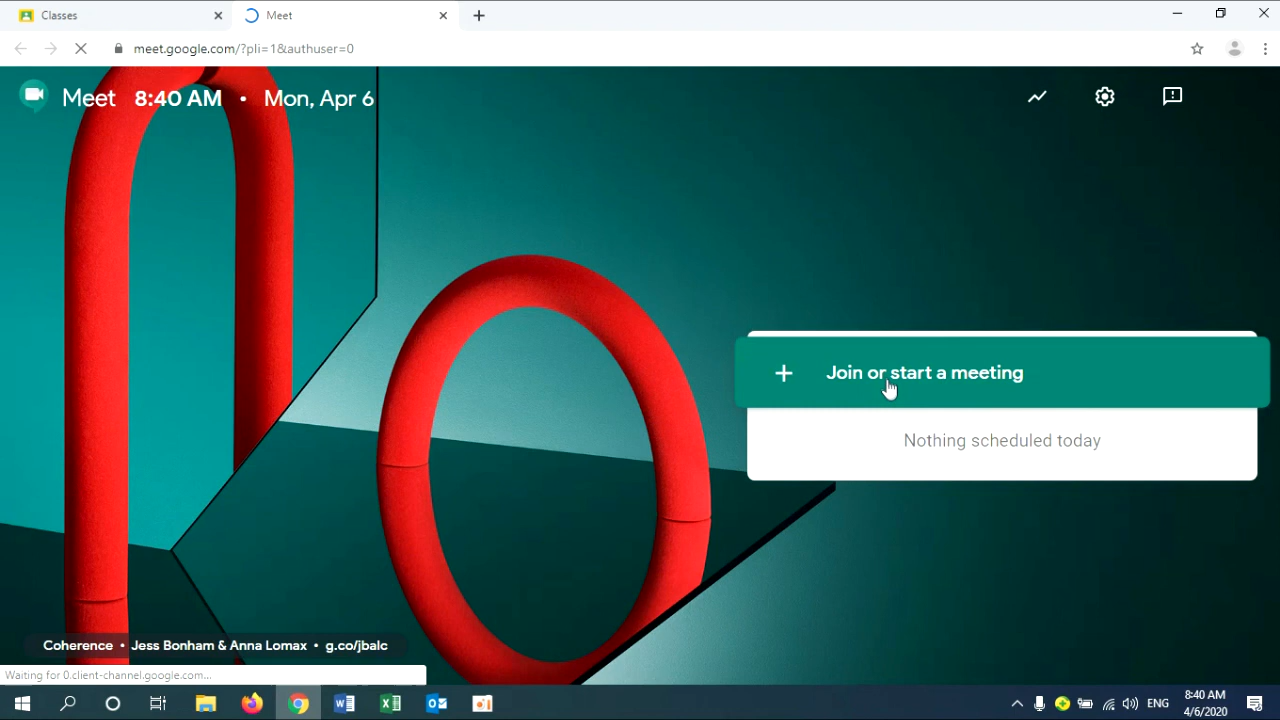 Classes
Meet
meet.google.com/?pli=1&authuser=0
Meet 8:40 AM • Mon, Apr 6
Join or start a meeting
Nothing scheduled today
Coherence • Jess Bonham & Anna Lomax • g.co/jbalc
Waiting for 0.client-channel.google.com...
ENG
8:40 AM
4/6/2020